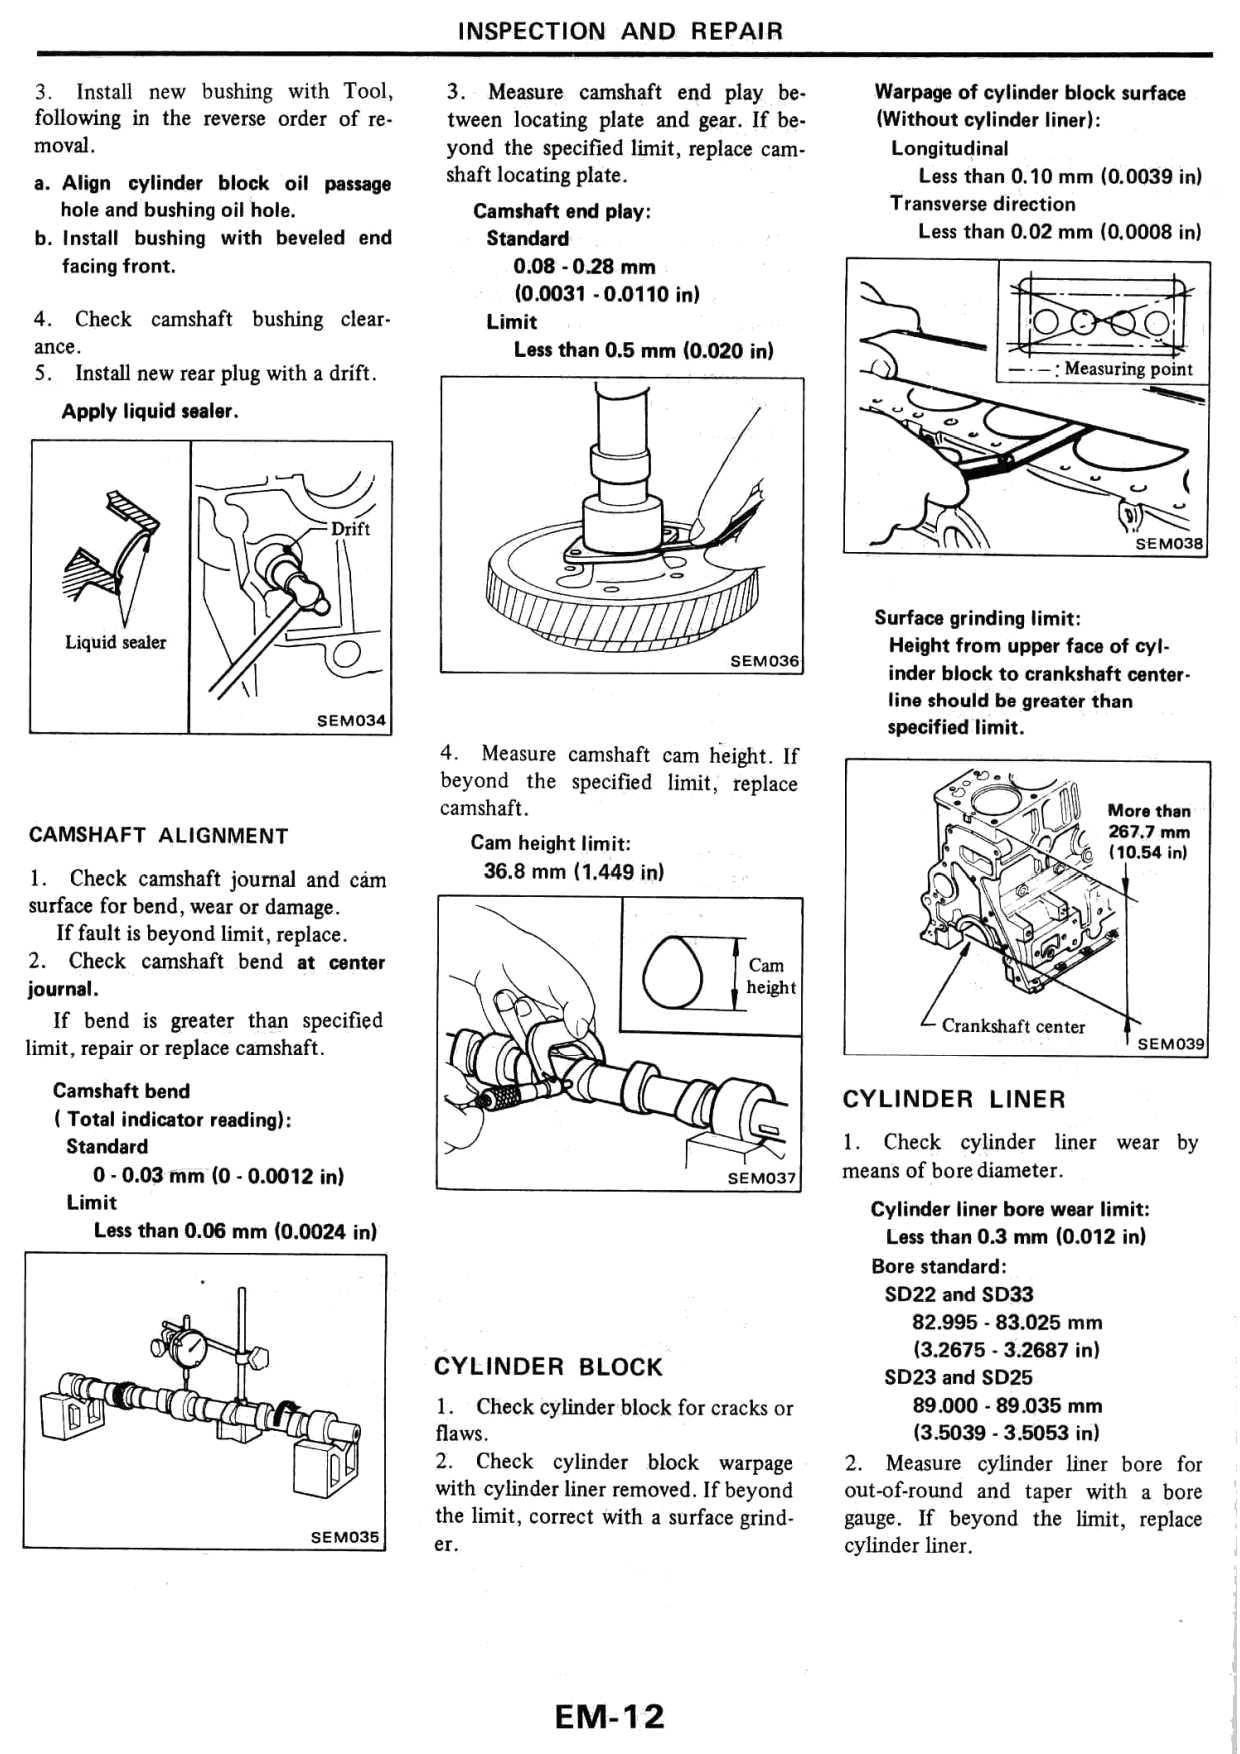 INSPECTION AND REPAIR
3. Install new bushing with Tool,
following in the reverse order of re-
moval.
a. Align cylinder block oil passage
hole and bushing oil hole.
b. Install bushing with beveled end
facing front.
4. Check camshaft bushing clear-
ance.
5. Install new rear plug with a drift.
Apply liquid sealer.
Drift
Liquid sealer
SEM034
CAMSHAFT ALIGNMENT
1. Check camshaft journal and cam
surface for bend, wear or damage.
If fault is beyond limit, replace.
2. Check camshaft bend at center
journal.
If bend is greater than specified
limit, repair or replace camshaft.
Camshaft bend
( Total indicator reading):
Standard
0 - 0.03 mm (0 - 0.0012 in)
Limit
Less than 0.06 mm (0.0024 in)
SEM035
3. Measure camshaft end play be-
tween locating plate and gear. If be-
yond the specified limit, replace cam-
shaft locating plate.
Camshaft end play:
Standard
0.08 - 0.28 mm
(0.0031 - 0.0110 in)
Limit
Less than 0.5 mm (0.020 in)
SEM036
4. Measure camshaft cam height. If
beyond the specified limit, replace
camshaft.
Cam height limit:
36.8 mm (1.449 in)
Cam
height
SEM037
CYLINDER BLOCK
1. Check cylinder block for cracks or
flaws.
2. Check cylinder block warpage
with cylinder liner removed. If beyond
the limit, correct with a surface grind-
er.
Warpage of cylinder block surface
(Without cylinder liner):
Longitudinal
Less than 0.10 mm (0.0039 in)
Transverse direction
Less than 0.02 mm (0.0008 in)
— · — : Measuring point
SEM038
Surface grinding limit:
Height from upper face of cyl-
inder block to crankshaft center-
line should be greater than
specified limit.
More than
267.7 mm
(10.54 in)
Crankshaft center
SEM039
CYLINDER LINER
1. Check cylinder liner wear by
means of bore diameter.
Cylinder liner bore wear limit:
Less than 0.3 mm (0.012 in)
Bore standard:
SD22 and SD33
82.995 - 83.025 mm
(3.2675 - 3.2687 in)
SD23 and SD25
89.000 - 89.035 mm
(3.5039 - 3.5053 in)
2. Measure cylinder liner bore for
out-of-round and taper with a bore
gauge. If beyond the limit, replace
cylinder liner.
EM-12